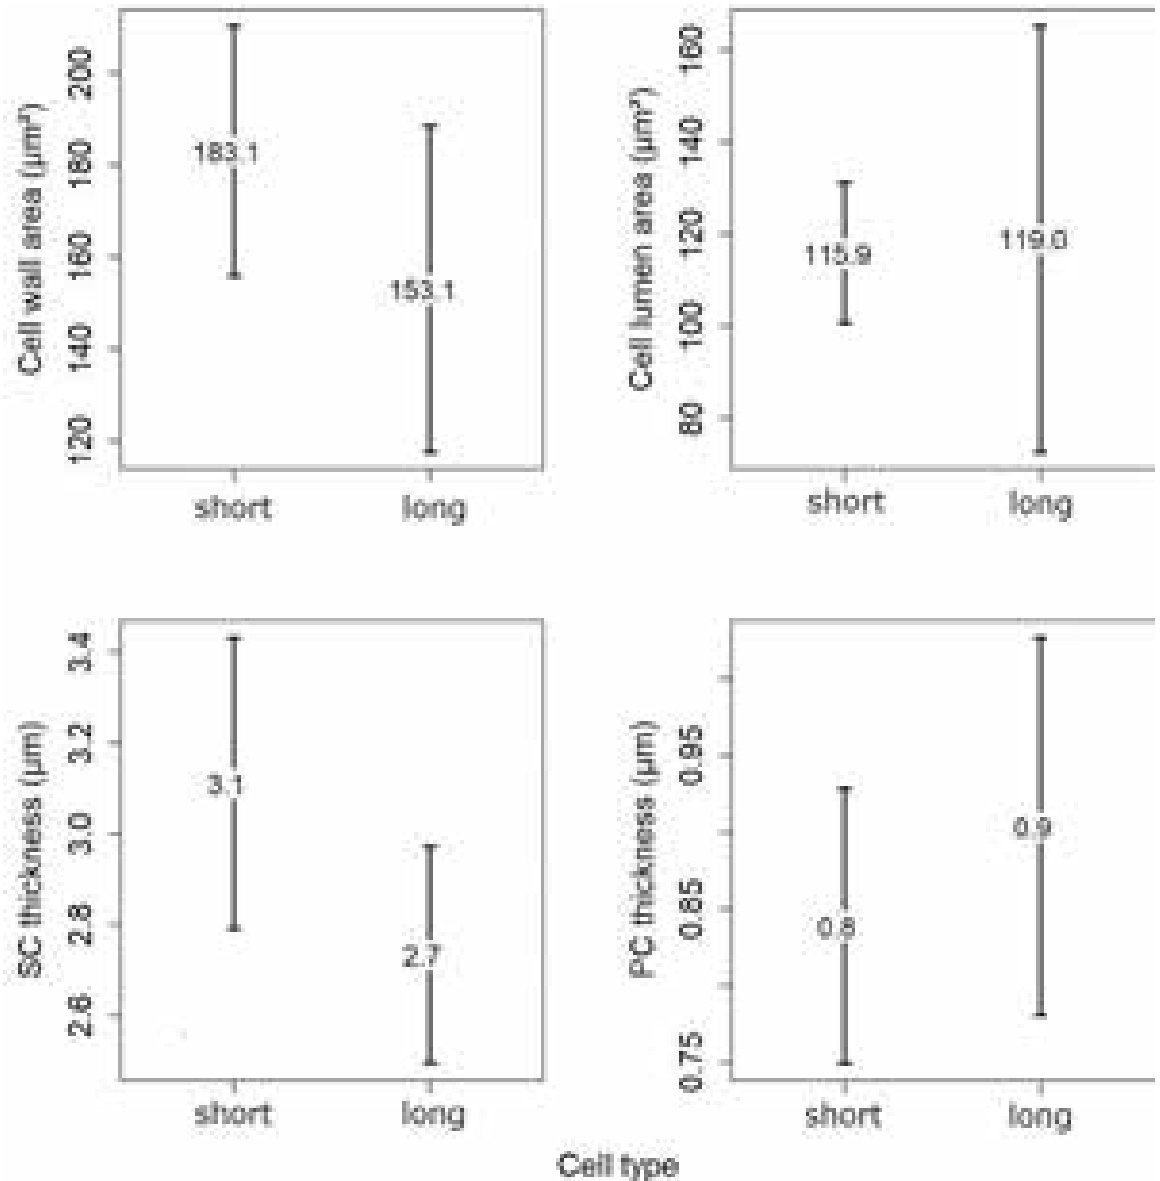 Cell wall area (µm²)
200
180
160
140
120
183.1
153.1
short long
Cell lumen area (µm²)
160
140
120
100
80
115.9
119.0
short long
SC thickness (µm)
3.4
3.2
3.0
2.8
2.6
3.1
2.7
short long
PC thickness (µm)
0.95
0.85
0.75
0.8
0.9
short long
Cell type